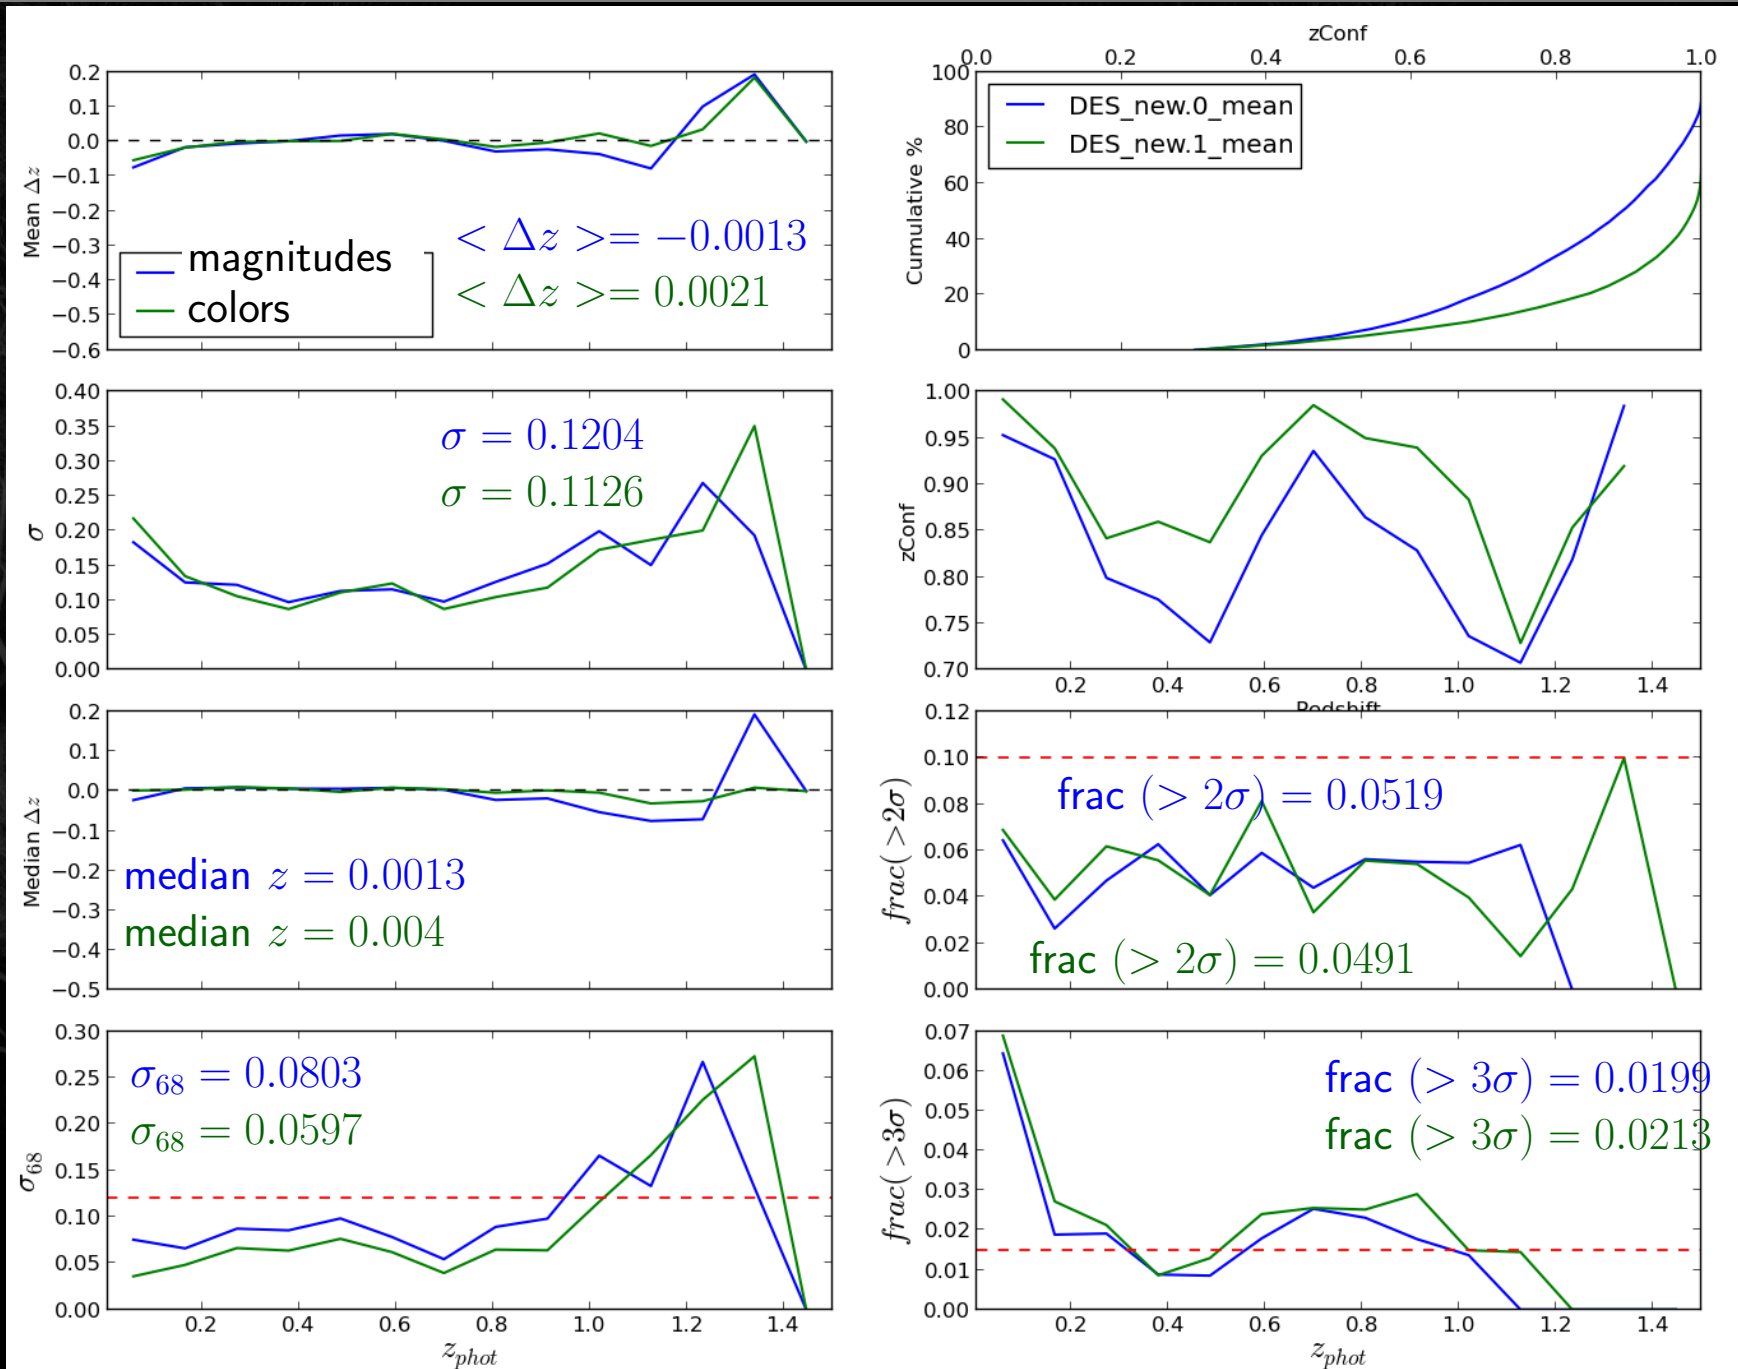 0.2
0.1
0.0
−0.1
−0.2
−0.3
−0.4
−0.5
−0.6
Mean Δz
magnitudes
colors
< Δz >= −0.0013
< Δz >= 0.0021
zConf
0.0 0.2 0.4 0.6 0.8 1.0
100
80
60
40
20
0
Cumulative %
DES_new.0_mean
DES_new.1_mean
0.40
0.35
0.30
0.25
0.20
0.15
0.10
0.05
0.00
σ
σ = 0.1204
σ = 0.1126
1.00
0.95
0.90
0.85
0.80
0.75
0.70
zConf
0.2 0.4 0.6 0.8 1.0 1.2 1.4
Redshift
0.2
0.1
0.0
−0.1
−0.2
−0.3
−0.4
−0.5
Median Δz
median z = 0.0013
median z = 0.004
0.12
0.10
0.08
0.06
0.04
0.02
0.00
frac(>2σ)
frac (> 2σ) = 0.0519
frac (> 2σ) = 0.0491
0.30
0.25
0.20
0.15
0.10
0.05
0.00
σ68
σ68 = 0.0803
σ68 = 0.0597
0.2 0.4 0.6 0.8 1.0 1.2 1.4
zphot
0.07
0.06
0.05
0.04
0.03
0.02
0.01
0.00
frac(>3σ)
frac (> 3σ) = 0.0199
frac (> 3σ) = 0.0213
0.2 0.4 0.6 0.8 1.0 1.2 1.4
zphot